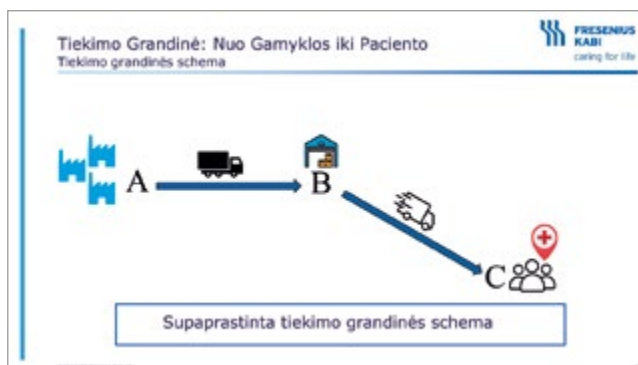 Tiekimo Grandinė: Nuo Gamyklos iki Paciento
Tiekimo grandinės schema
FRESENIUS
KABI
caring for life
A
B
C
Supaprastinta tiekimo grandinės schema